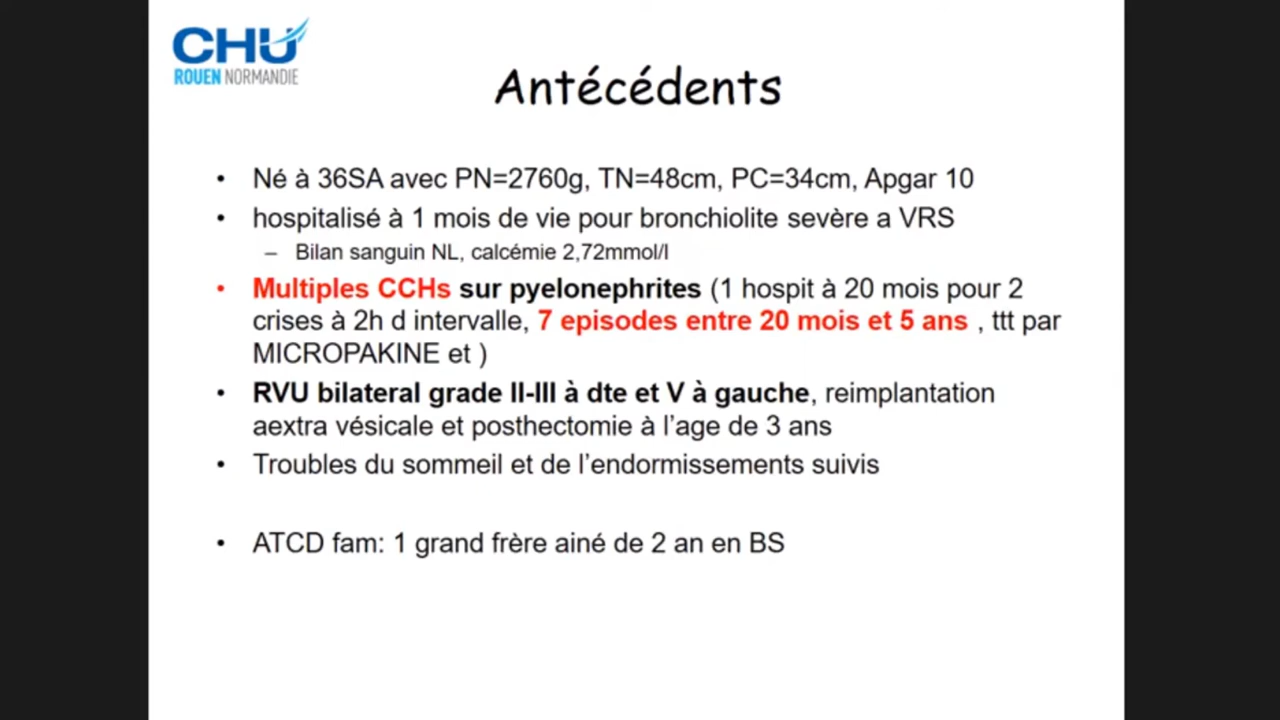 CHU
ROUEN NORMANDIE
Antécédents
• Né à 36SA avec PN=2760g, TN=48cm, PC=34cm, Apgar 10
• hospitalisé à 1 mois de vie pour bronchiolite sevère a VRS
– Bilan sanguin NL, calcémie 2,72mmol/l
• Multiples CCHs sur pyelonephrites (1 hospit à 20 mois pour 2
crises à 2h d intervalle, 7 episodes entre 20 mois et 5 ans , ttt par
MICROPAKINE et )
• RVU bilateral grade II-III à dte et V à gauche, reimplantation
aextra vésicale et posthectomie à l’age de 3 ans
• Troubles du sommeil et de l’endormissements suivis
• ATCD fam: 1 grand frère ainé de 2 an en BS